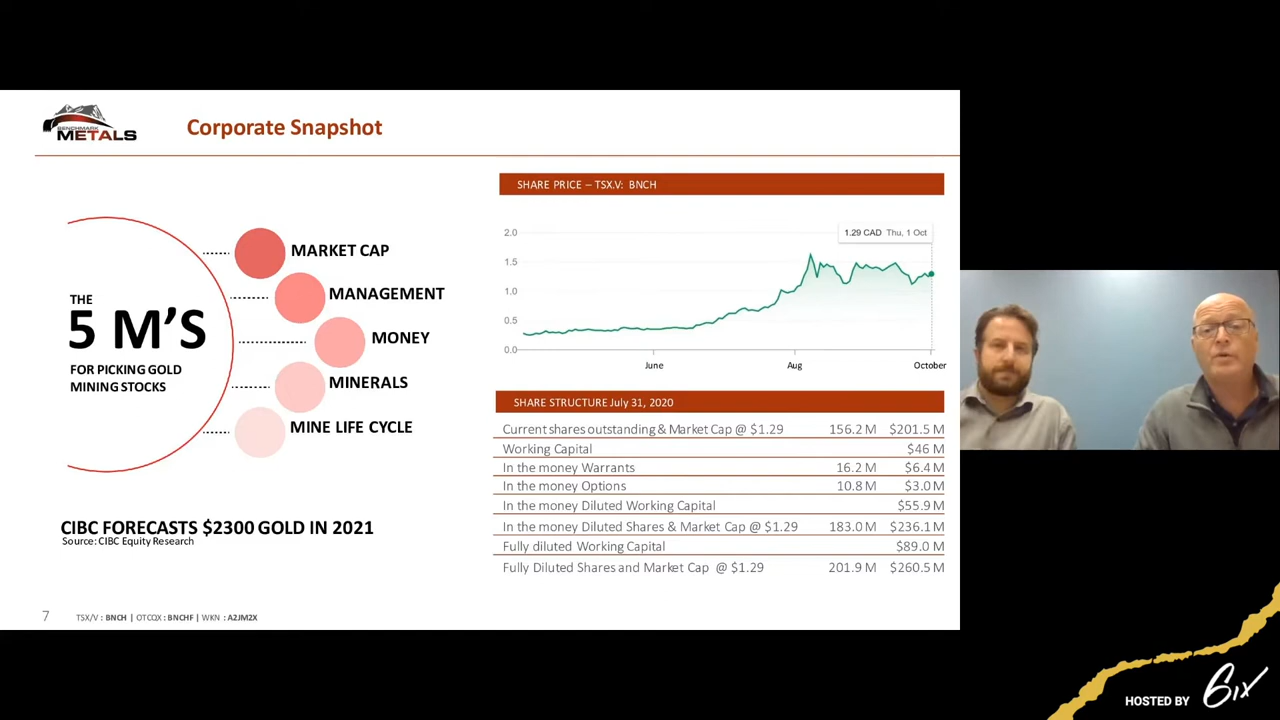 BENCHMARK
METALS
Corporate Snapshot
THE
5 M’S
FOR PICKING GOLD
MINING STOCKS
MARKET CAP
MANAGEMENT
MONEY
MINERALS
MINE LIFE CYCLE
CIBC FORECASTS $2300 GOLD IN 2021
Source: CIBC Equity Research
SHARE PRICE – TSX.V: BNCH
1.29 CAD Thu, 1 Oct
2.0
1.5
1.0
0.5
0.0
June Aug October
SHARE STRUCTURE July 31, 2020
Current shares outstanding & Market Cap @ $1.29 156.2 M $201.5 M
Working Capital $46 M
In the money Warrants 16.2 M $6.4 M
In the money Options 10.8 M $3.0 M
In the money Diluted Working Capital $55.9 M
In the money Diluted Shares & Market Cap @ $1.29 183.0 M $236.1 M
Fully diluted Working Capital $89.0 M
Fully Diluted Shares and Market Cap @ $1.29 201.9 M $260.5 M
7
TSX/V : BNCH | OTCQX : BNCHF | WKN : A2JM2X
HOSTED BY 6ix